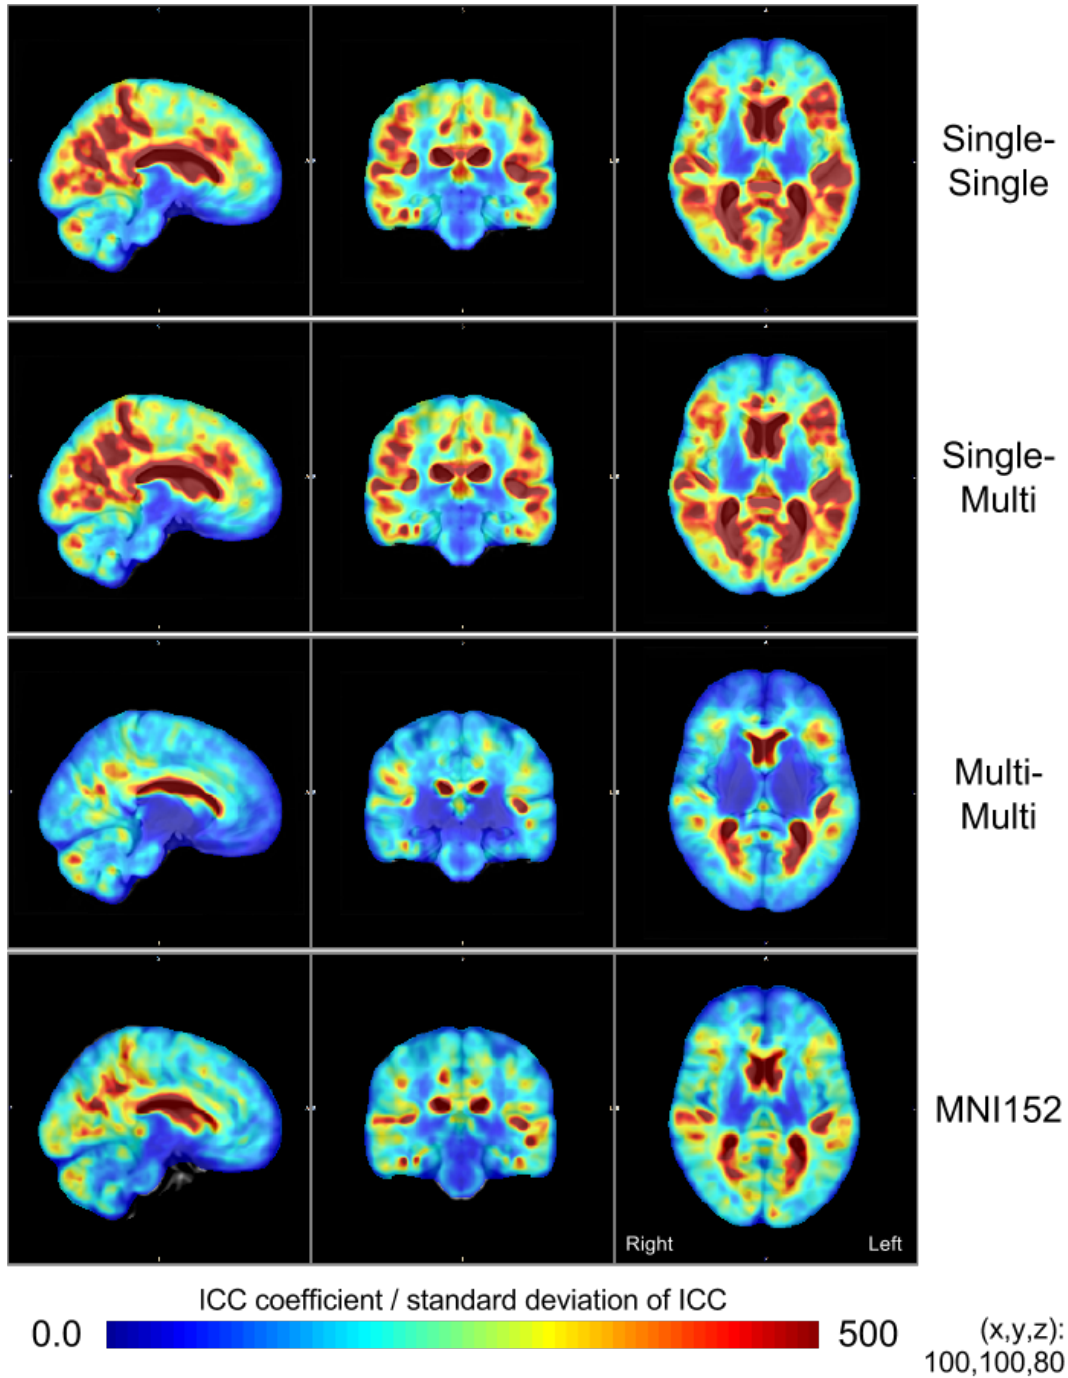 Single-
Single
Single-
Multi
Multi-
Multi
MNI152
Right
Left
ICC coefficient / standard deviation of ICC
0.0
500
(x,y,z):
100,100,80